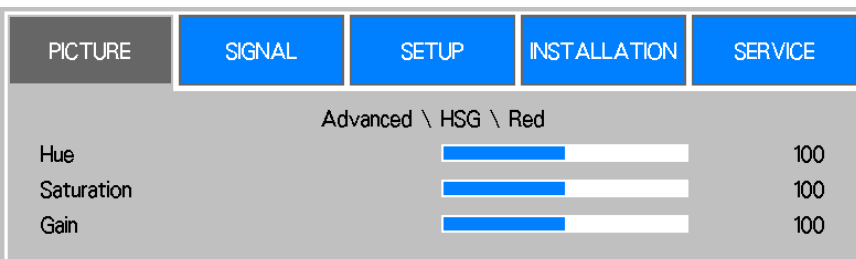 PICTURE SIGNAL SETUP INSTALLATION SERVICE
Advanced \ HSG \ Red
Hue 100
Saturation 100
Gain 100